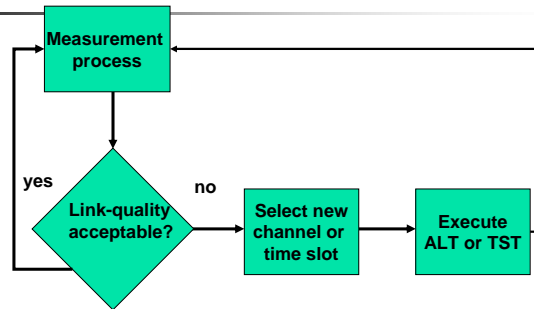 Measurement
process
yes
no
Link-quality
acceptable?
Select new
channel or
time slot
Execute
ALT or TST